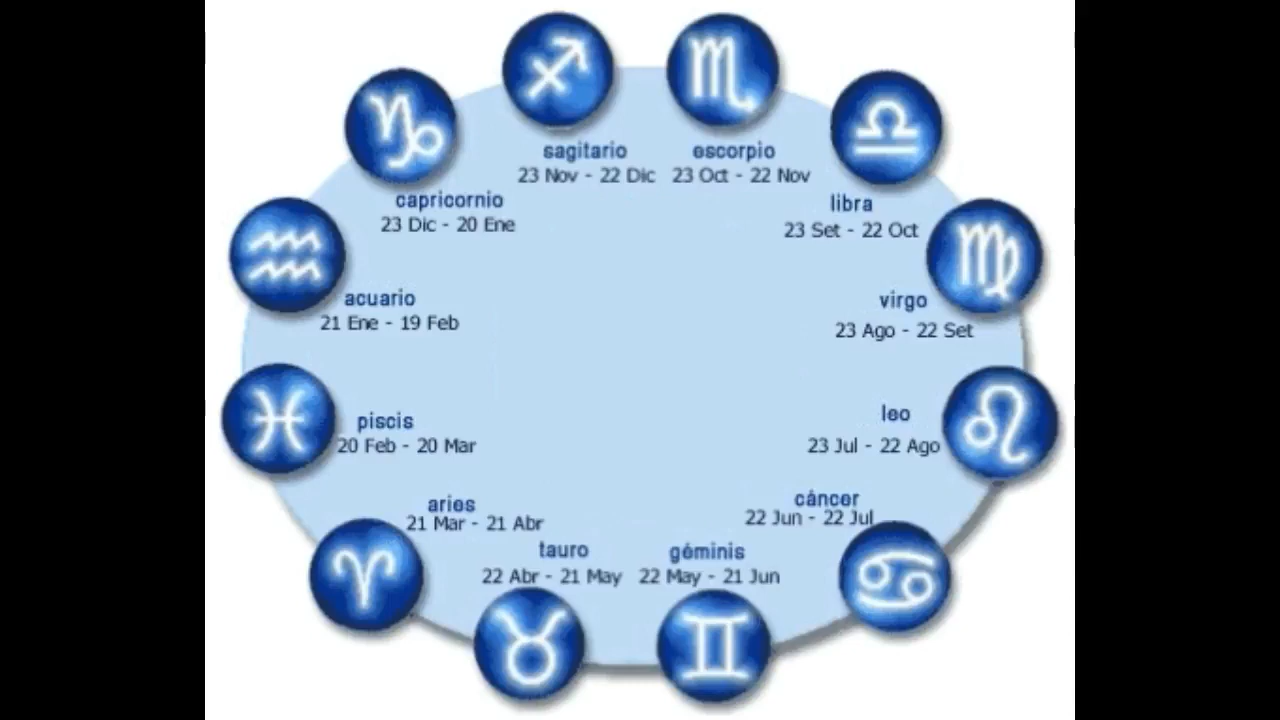 sagitario
23 Nov - 22 Dic
escorpio
23 Oct - 22 Nov
capricornio
23 Dic - 20 Ene
libra
23 Set - 22 Oct
acuario
21 Ene - 19 Feb
virgo
23 Ago - 22 Set
piscis
20 Feb - 20 Mar
leo
23 Jul - 22 Ago
aries
21 Mar - 21 Abr
cáncer
22 Jun - 22 Jul
tauro
22 Abr - 21 May
géminis
22 May - 21 Jun